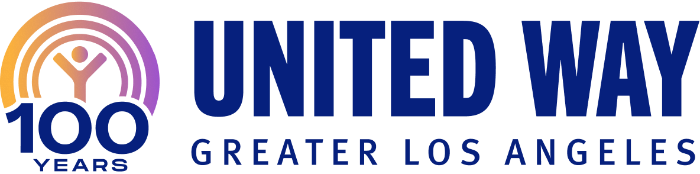 100
YEARS
UNITED WAY
GREATER LOS ANGELES